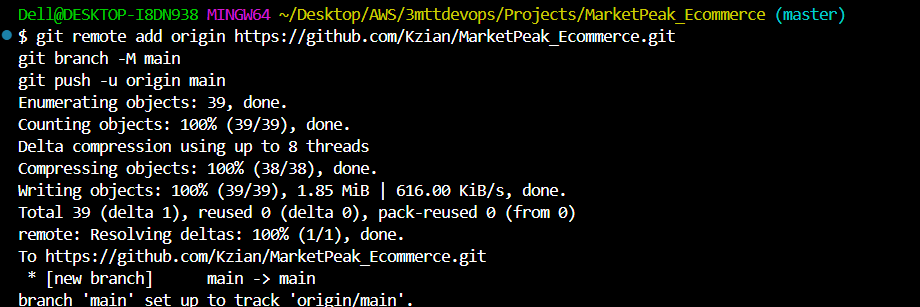 Dell@DESKTOP-I8DN938 MINGW64 ~/Desktop/AWS/3mttdevops/Projects/MarketPeak_Ecommerce (master)
$ git remote add origin https://github.com/Kzian/MarketPeak_Ecommerce.git
git branch -M main
git push -u origin main
Enumerating objects: 39, done.
Counting objects: 100% (39/39), done.
Delta compression using up to 8 threads
Compressing objects: 100% (38/38), done.
Writing objects: 100% (39/39), 1.85 MiB | 616.00 KiB/s, done.
Total 39 (delta 1), reused 0 (delta 0), pack-reused 0 (from 0)
remote: Resolving deltas: 100% (1/1), done.
To https://github.com/Kzian/MarketPeak_Ecommerce.git
 * [new branch]      main -> main
branch 'main' set up to track 'origin/main'.